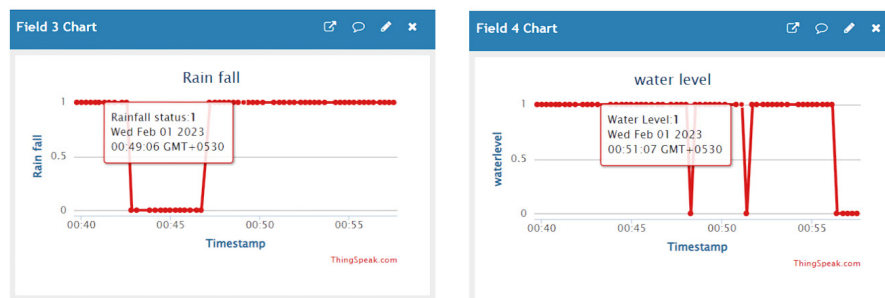 Field 3 Chart
Rain fall
1
Rainfall status:1
Wed Feb 01 2023
00:49:06 GMT+0530
0.5
0
Rain fall
00:40
00:45
00:50
00:55
Timestamp
ThingSpeak.com
Field 4 Chart
water level
1
Water Level:1
Wed Feb 01 2023
00:51:07 GMT+0530
0.5
0
waterlevel
00:40
00:45
00:50
00:55
Timestamp
ThingSpeak.com